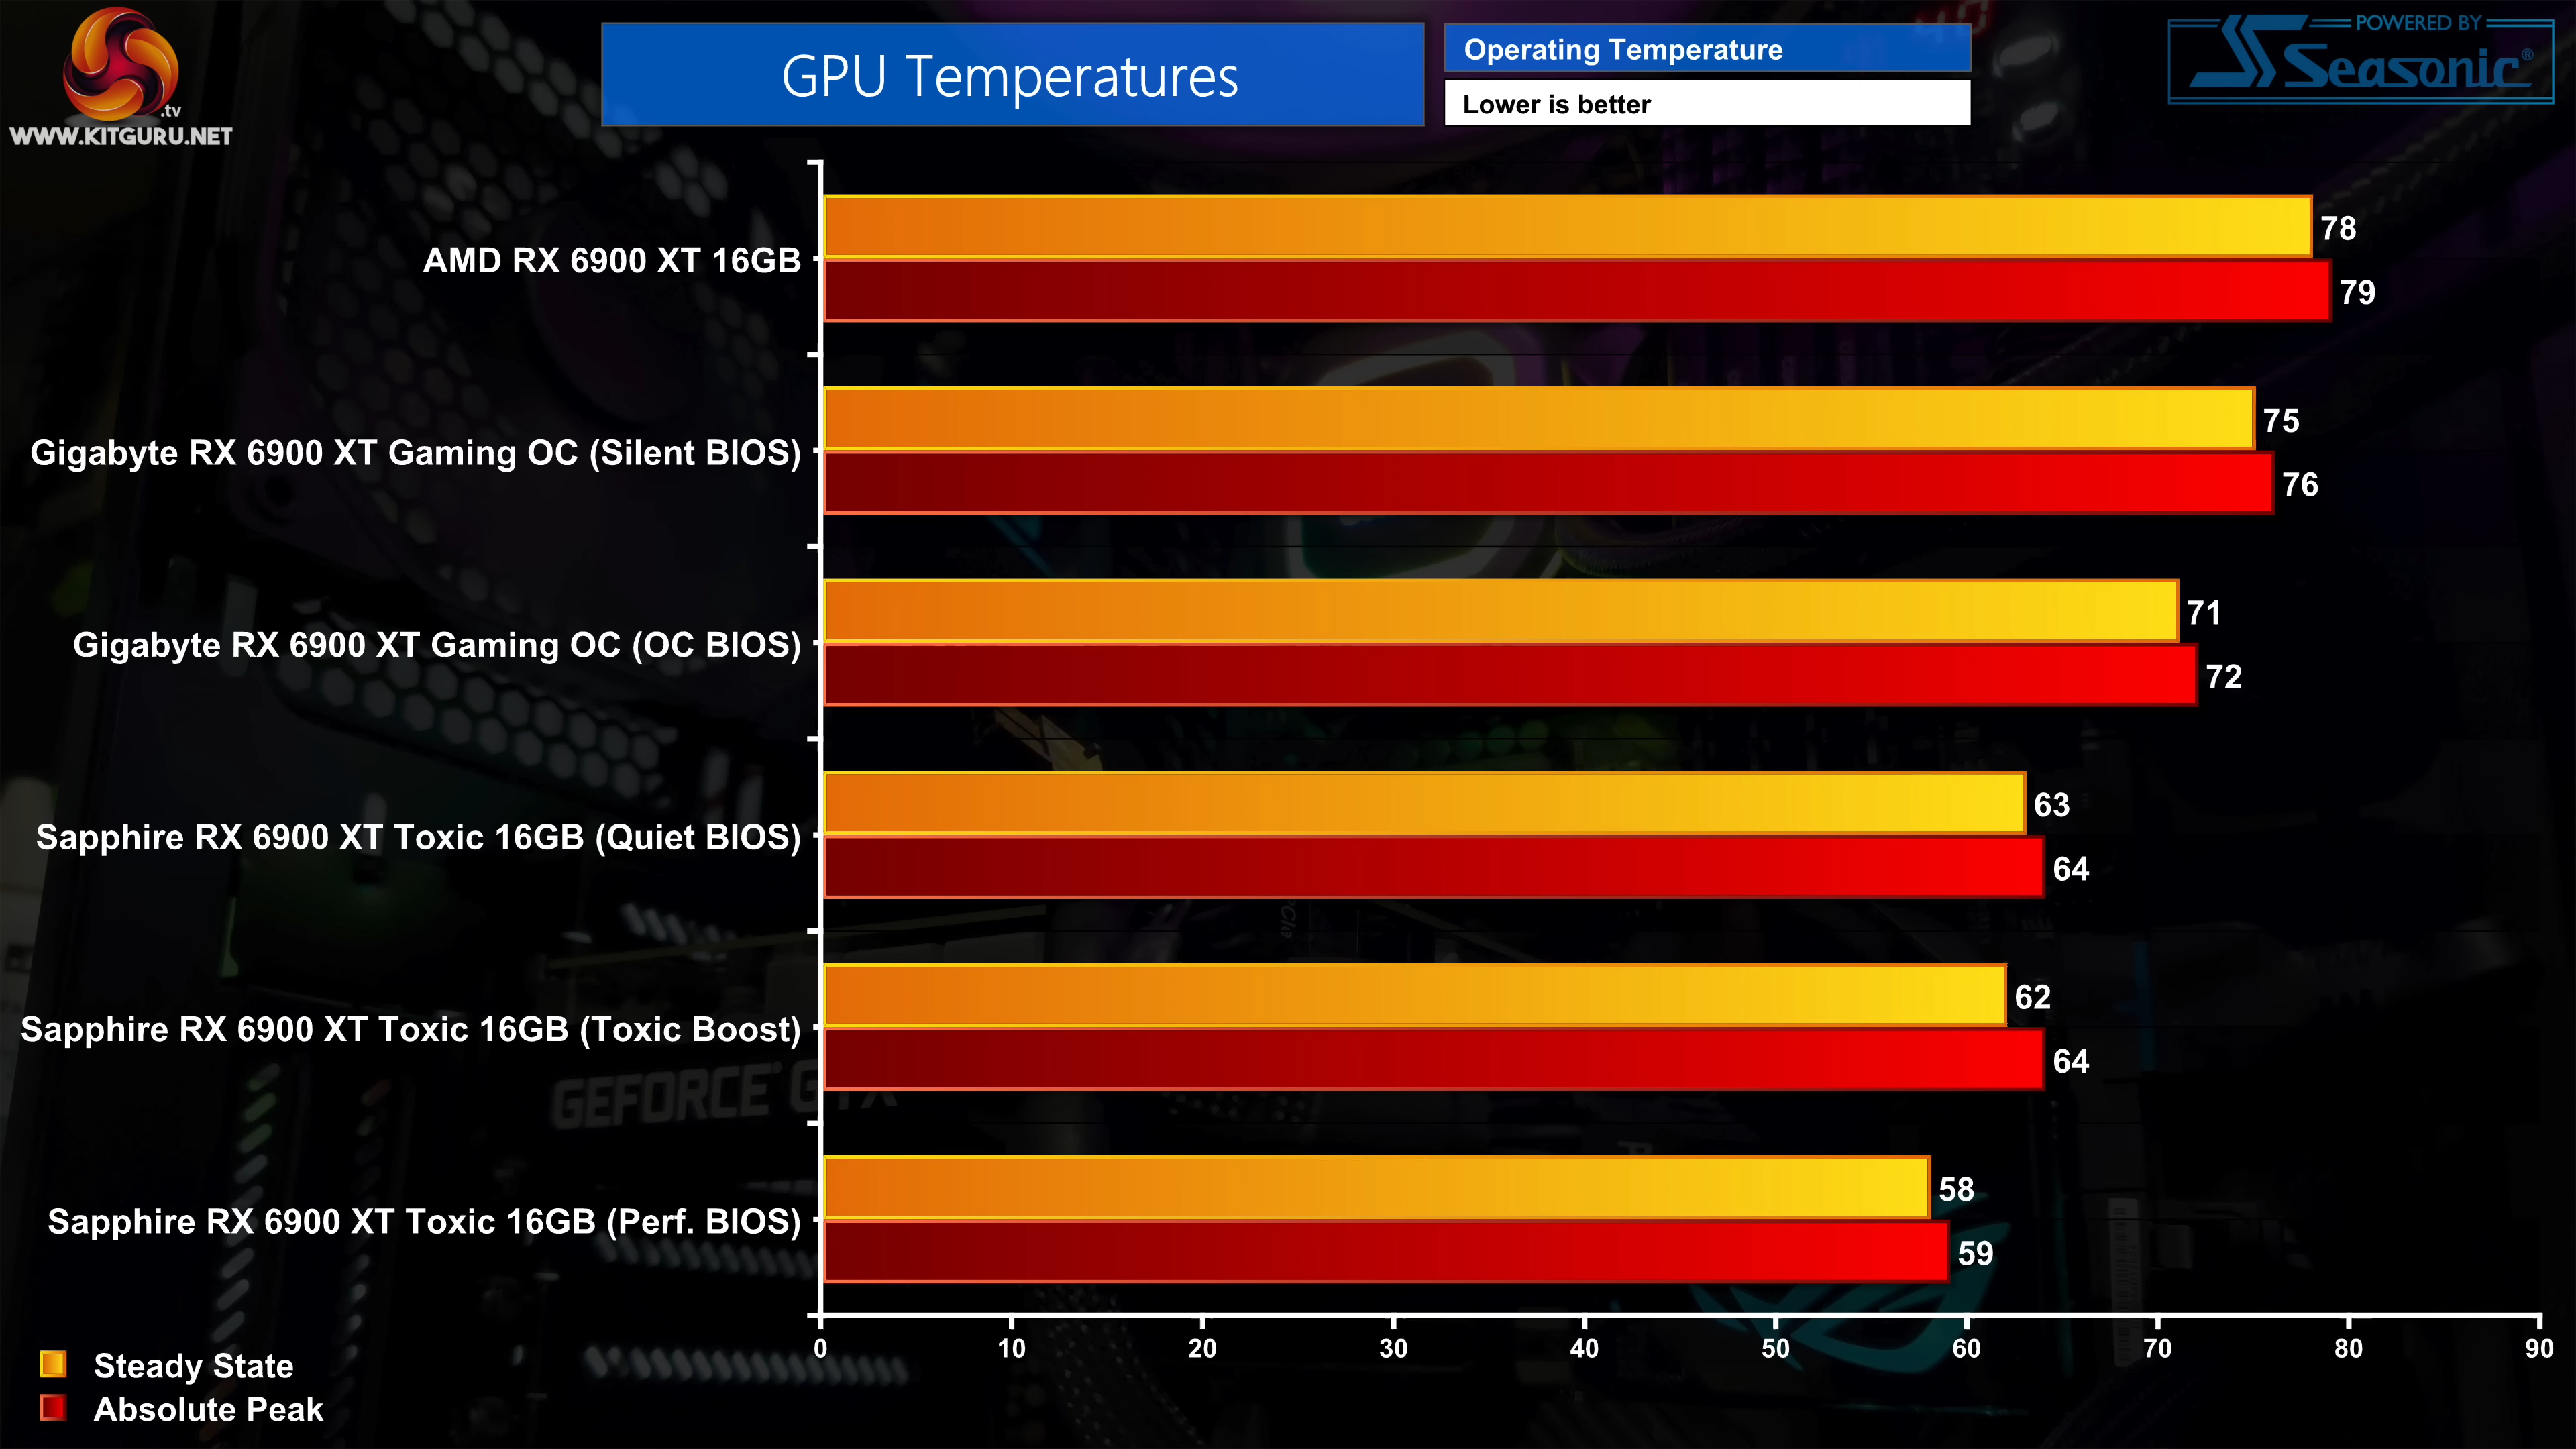 .tv
WWW.KITGURU.NET
GPU Temperatures
Operating Temperature
Lower is better
POWERED BY
Seasonic®
AMD RX 6900 XT 16GB
78
79
Gigabyte RX 6900 XT Gaming OC (Silent BIOS)
75
76
Gigabyte RX 6900 XT Gaming OC (OC BIOS)
71
72
Sapphire RX 6900 XT Toxic 16GB (Quiet BIOS)
63
64
Sapphire RX 6900 XT Toxic 16GB (Toxic Boost)
62
64
GEFORCE GTX
Sapphire RX 6900 XT Toxic 16GB (Perf. BIOS)
58
59
0 10 20 30 40 50 60 70 80 90
Steady State
Absolute Peak